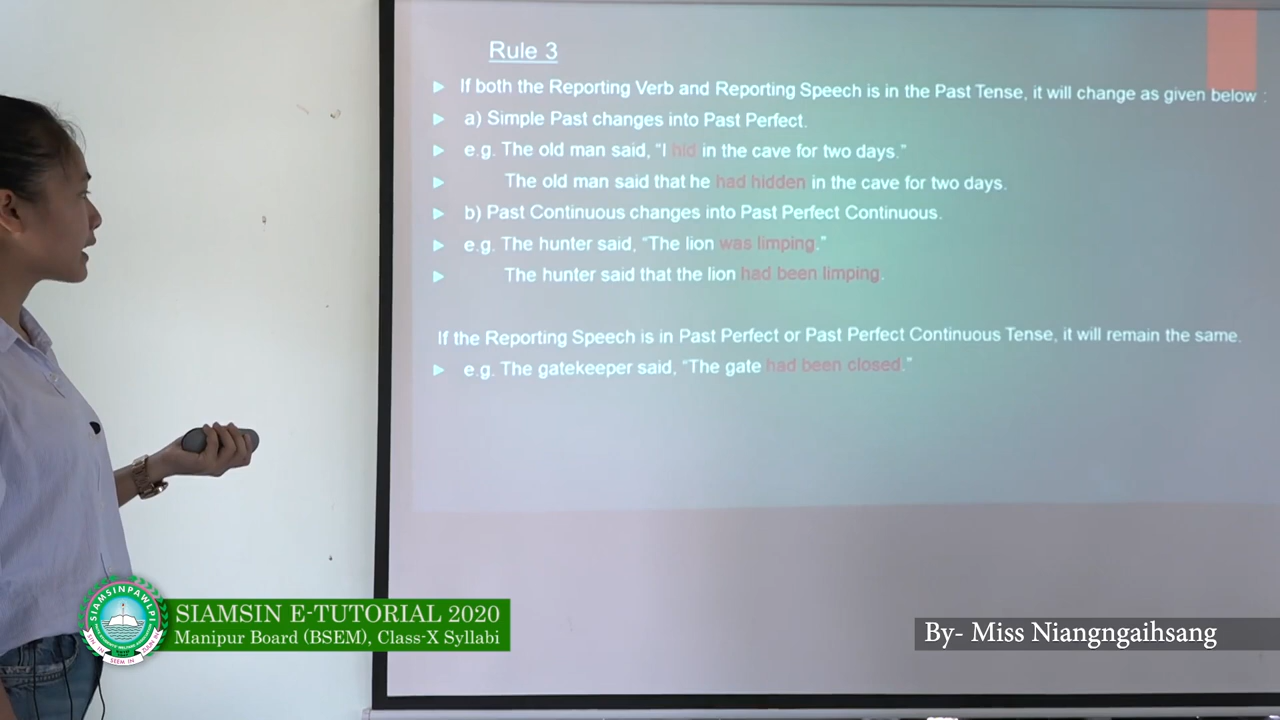 Rule 3
If both the Reporting Verb and Reporting Speech is in the Past Tense, it will change as given below :
a) Simple Past changes into Past Perfect.
e.g. The old man said, “I hid in the cave for two days.”
The old man said that he had hidden in the cave for two days.
b) Past Continuous changes into Past Perfect Continuous.
e.g. The hunter said, “The lion was limping.”
The hunter said that the lion had been limping.
If the Reporting Speech is in Past Perfect or Past Perfect Continuous Tense, it will remain the same.
e.g. The gatekeeper said, “The gate had been closed.”
SIAMSINPAWLPI
SEEM IN
SIAMSIN E-TUTORIAL 2020
Manipur Board (BSEM), Class-X Syllabi
By- Miss Niangngaihsang